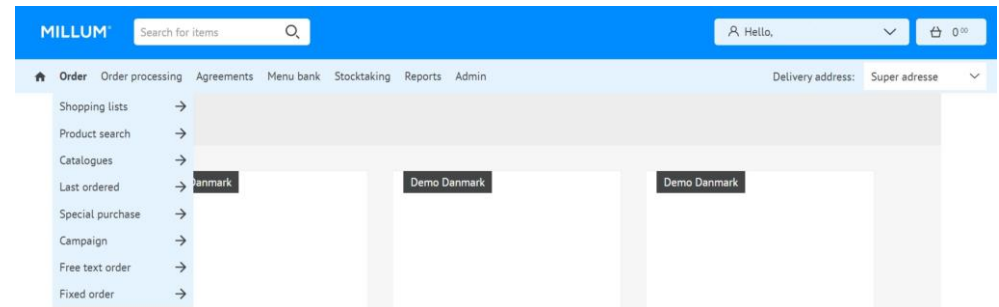 MILLUM Search for items Hello, 0 00
Order Order processing Agreements Menu bank Stocktaking Reports Admin Delivery address: Super adresse
Shopping lists
Product search
Catalogues
Last ordered anmark Demo Danmark Demo Danmark
Special purchase
Campaign
Free text order
Fixed order